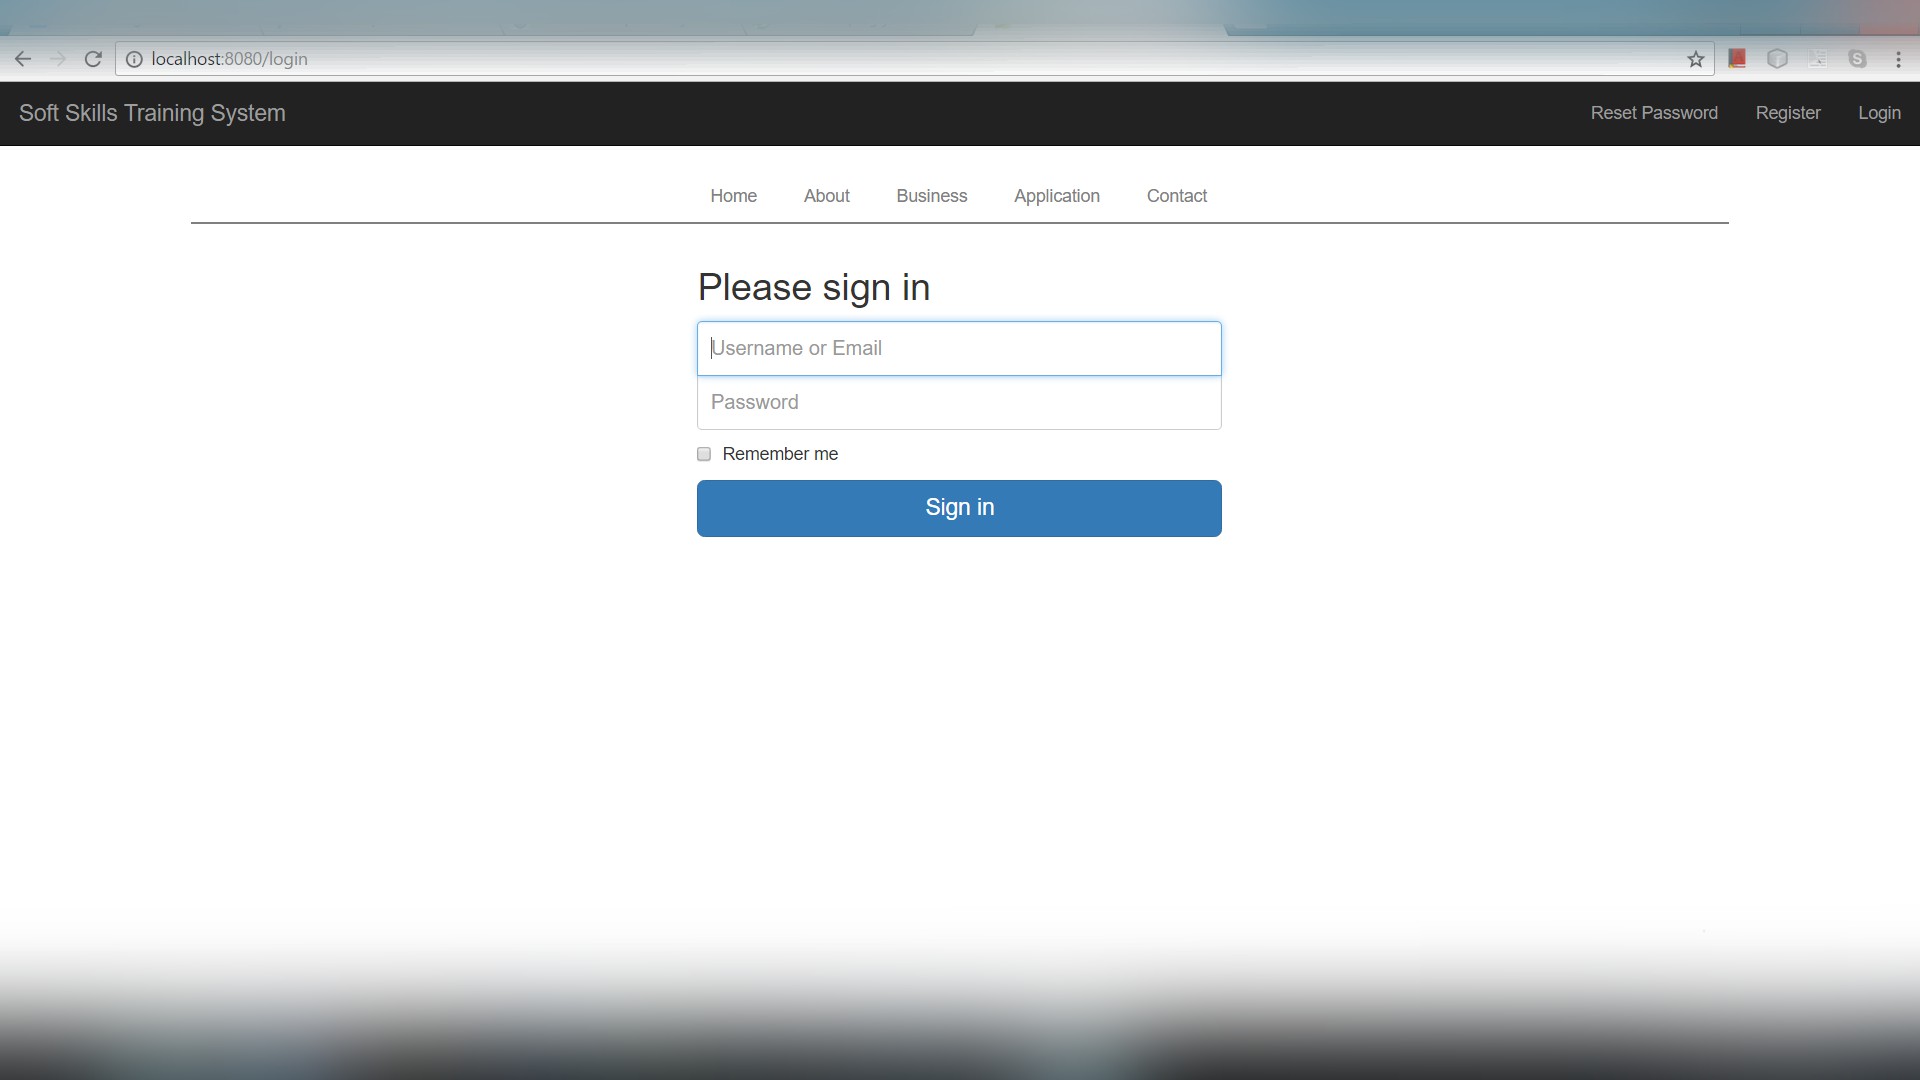 localhost:8080/login
Soft Skills Training System
Reset Password Register Login
Home About Business Application Contact
Please sign in
Username or Email
Password
Remember me
Sign in